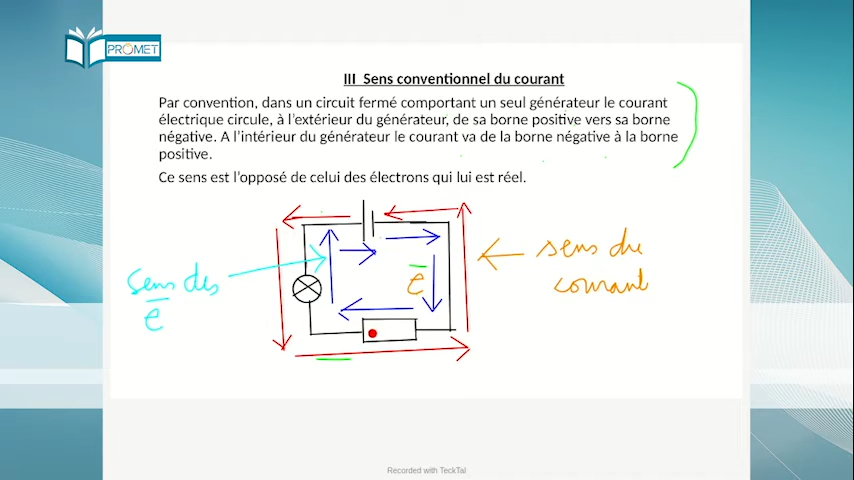 PROMET
III Sens conventionnel du courant
Par convention, dans un circuit fermé comportant un seul générateur le courant
électrique circule, à l'extérieur du générateur, de sa borne positive vers sa borne
négative. A l'intérieur du générateur le courant va de la borne négative à la borne
positive.
Ce sens est l'opposé de celui des électrons qui lui est réel.
sens du
courant
sens des
e̅
e̅
Recorded with TeckTal